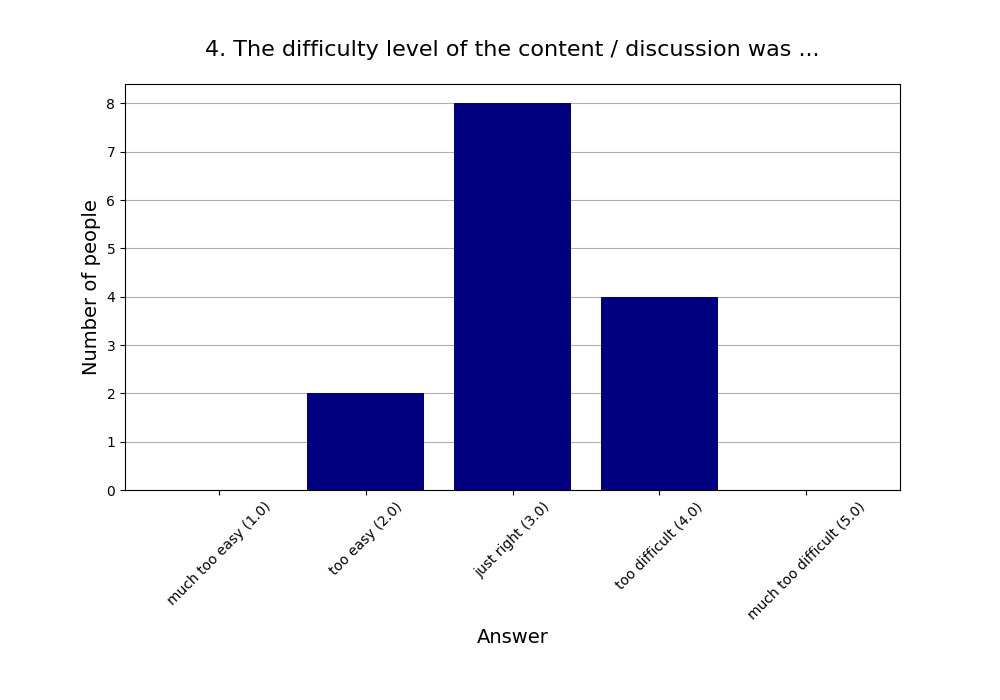 4. The difficulty level of the content / discussion was ...
Number of people
8
7
6
5
4
3
2
1
0
much too easy (1.0)
too easy (2.0)
just right (3.0)
too difficult (4.0)
much too difficult (5.0)
Answer